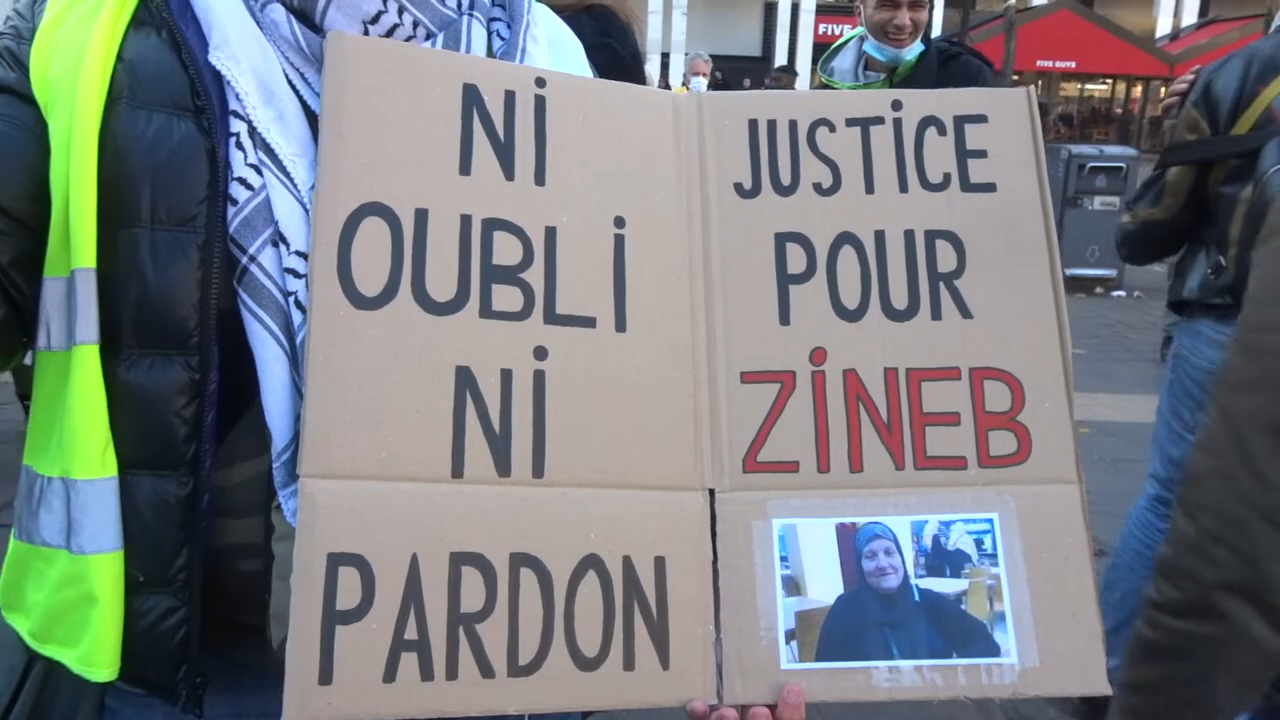 NI
OUBLI
NI
PARDON
JUSTICE
POUR
ZINEB
FIVE
FIVE GUYS